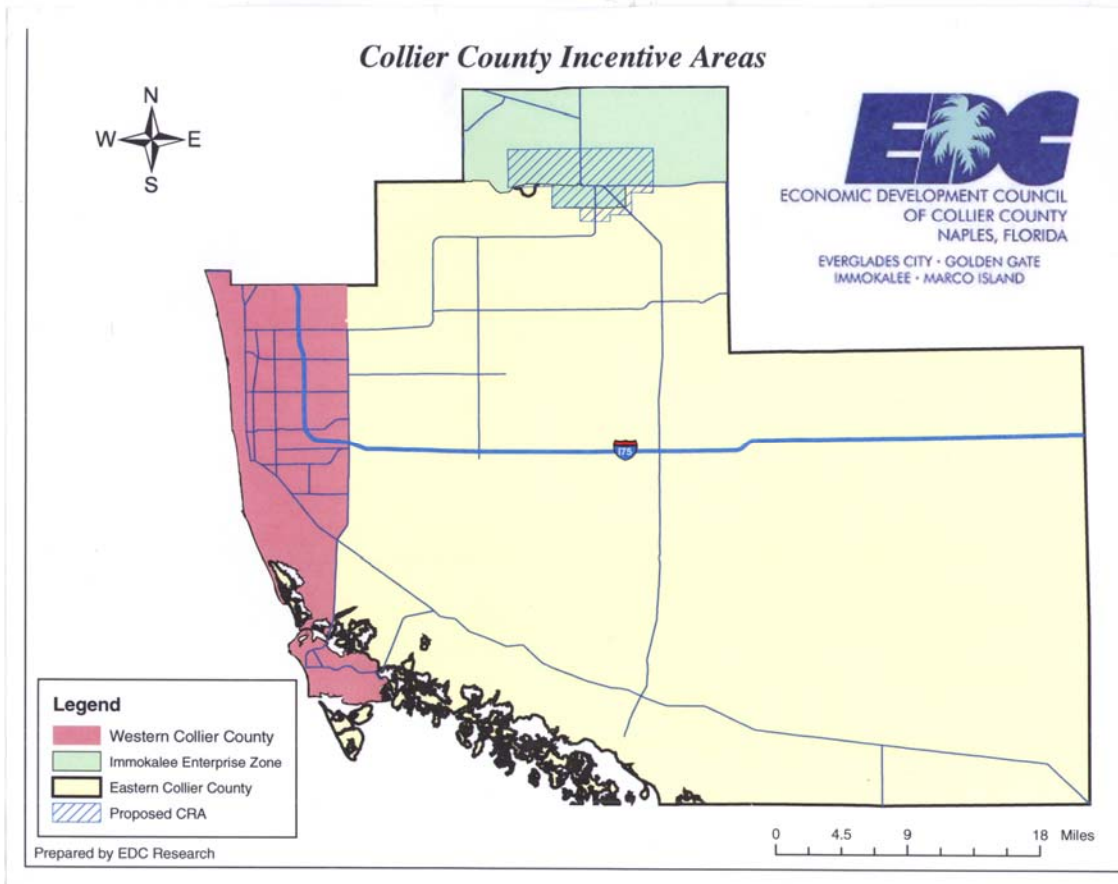 Collier County Incentive Areas
N
W E
S
EDC
ECONOMIC DEVELOPMENT COUNCIL
OF COLLIER COUNTY
NAPLES, FLORIDA
EVERGLADES CITY · GOLDEN GATE
IMMOKALEE · MARCO ISLAND
I75
Legend
Western Collier County
Immokalee Enterprise Zone
Eastern Collier County
Proposed CRA
0 4.5 9 18 Miles
Prepared by EDC Research